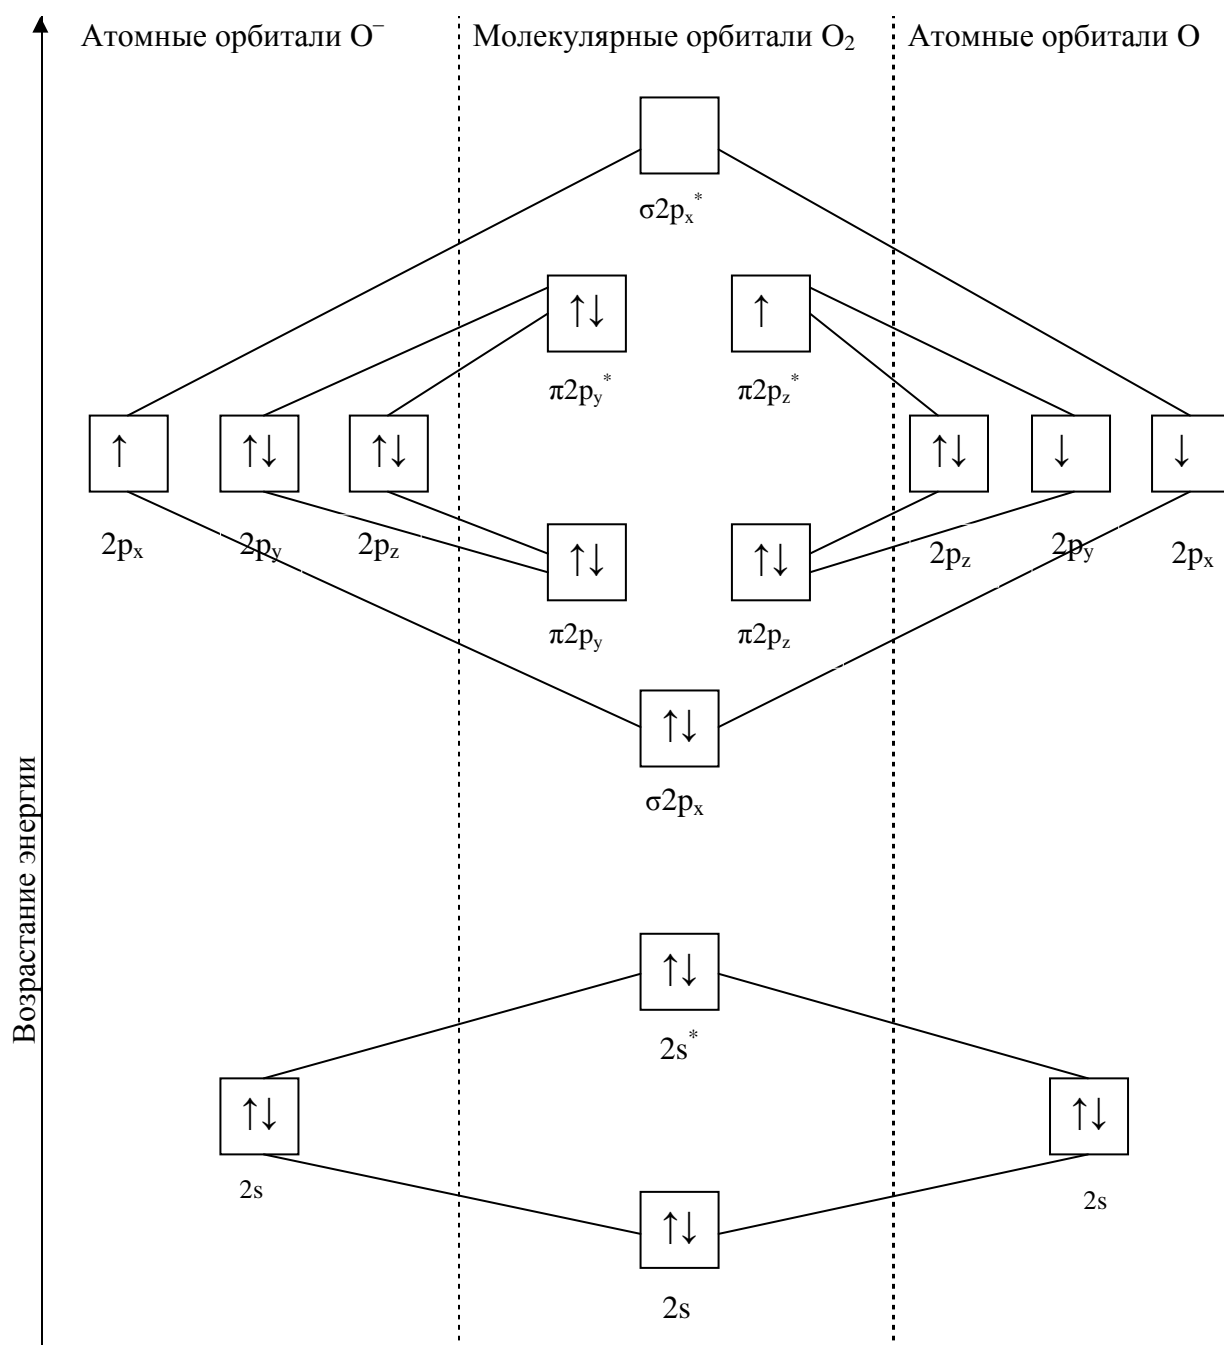 Атомные орбитали O⁻
Молекулярные орбитали O₂
Атомные орбитали O
σ2pₓ*
↑↓
↑
π2p_y*
π2p_z*
↑
↑↓
↑↓
↑↓
↓
↓
2pₓ
2p_y
2p_z
↑↓
↑↓
2p_z
2p_y
2pₓ
π2p_y
π2p_z
↑↓
σ2pₓ
Возрастание энергии
↑↓
2s*
↑↓
↑↓
2s
2s
↑↓
2s